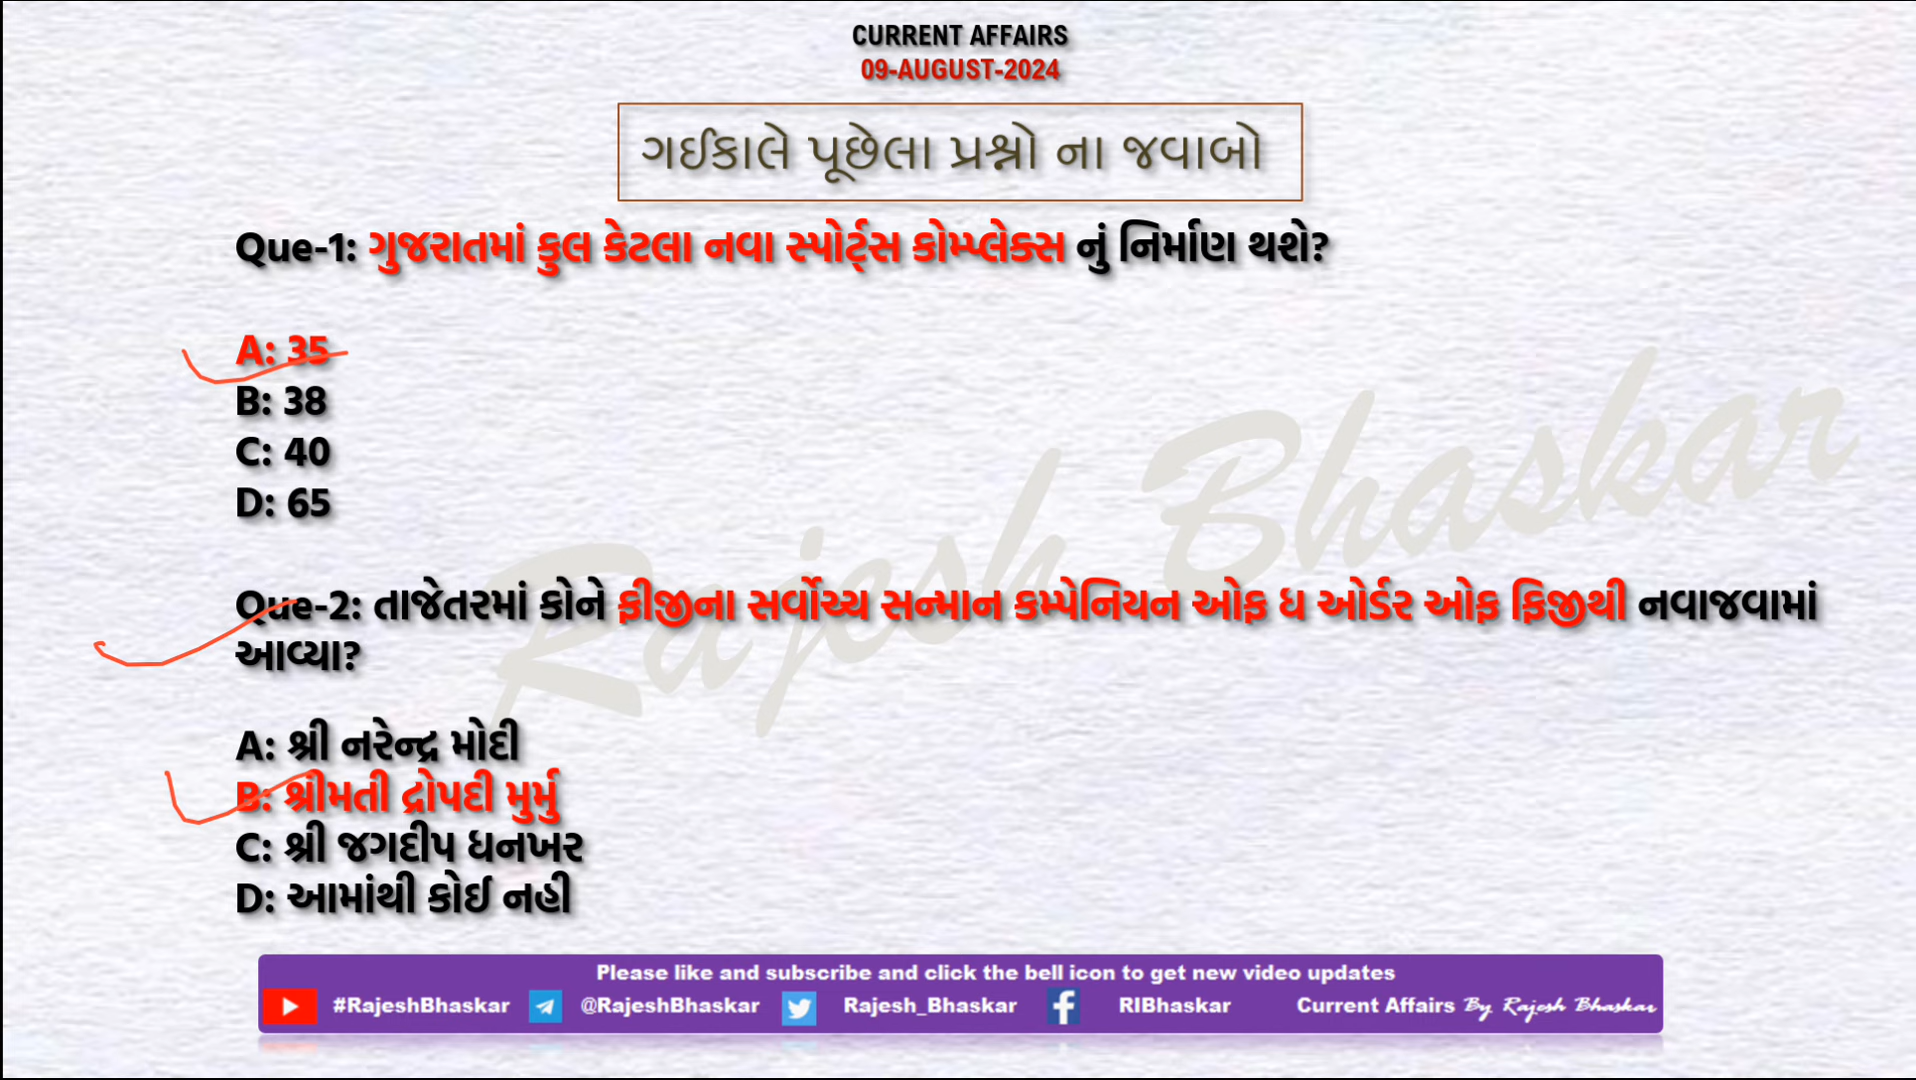 CURRENT AFFAIRS
09-AUGUST-2024
ગઈકાલે પૂછેલા પ્રશ્નો ના જવાબો
Que-1: ગુજરાતમાં કુલ કેટલા નવા સ્પોર્ટ્સ કોમ્પ્લેક્સ નું નિર્માણ થશે?
A: 35
B: 38
C: 40
D: 65
Que-2: તાજેતરમાં કોને ફીજીના સર્વોચ્ચ સન્માન કમ્પેનિયન ઓફ ધ ઓર્ડર ઓફ ફિજીથી નવાજવામાં
આવ્યા?
A: શ્રી નરેન્દ્ર મોદી
B: શ્રીમતી દ્રોપદી મુર્મુ
C: શ્રી જગદીપ ધનખર
D: આમાંથી કોઈ નહી
Rajesh Bhaskar
Please like and subscribe and click the bell icon to get new video updates
#RajeshBhaskar @RajeshBhaskar Rajesh_Bhaskar RIBhaskar Current Affairs By Rajesh Bhaskar